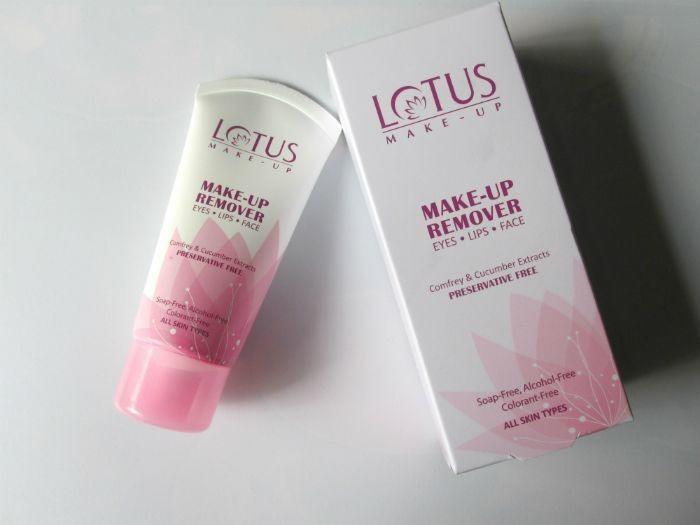 LOTUS
MAKE-UP
MAKE-UP
REMOVER
EYES • LIPS • FACE
Comfrey & Cucumber Extracts
PRESERVATIVE FREE
Soap-Free, Alcohol-Free
Colorant-Free
ALL SKIN TYPES
LOTUS
MAKE-UP
MAKE-UP
REMOVER
EYES • LIPS • FACE
Comfrey & Cucumber Extracts
PRESERVATIVE FREE
Soap-Free, Alcohol-Free
Colorant-Free
ALL SKIN TYPES